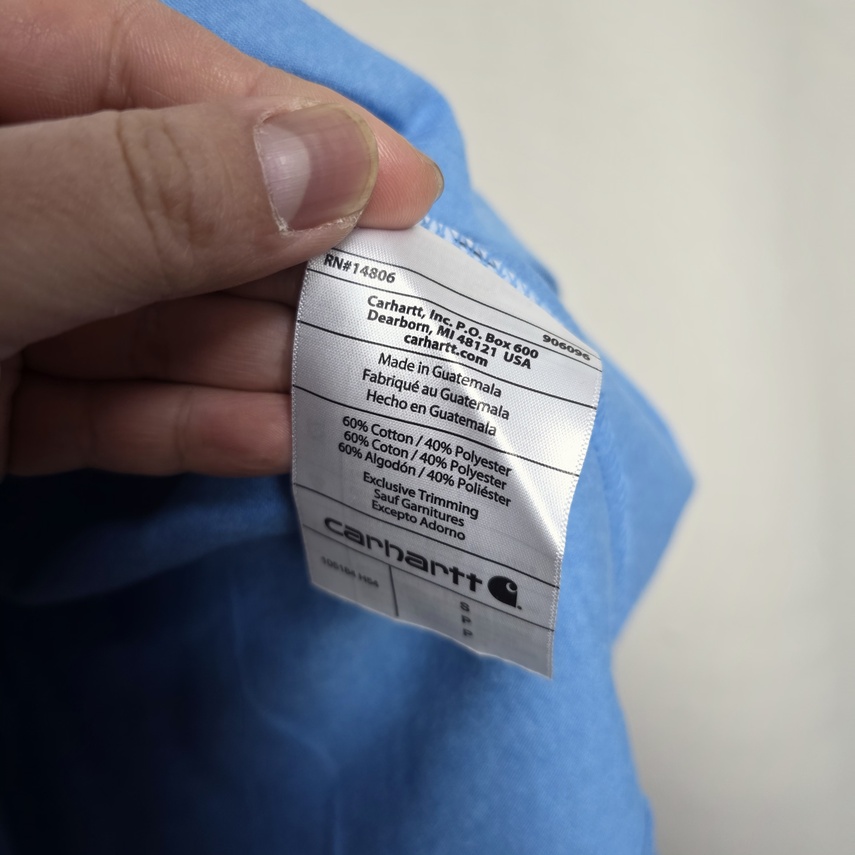 RN#14806
906096
Carhartt, Inc. P.O. Box 600
Dearborn, MI 48121 USA
carhartt.com
Made in Guatemala
Fabriqué au Guatemala
Hecho en Guatemala
60% Cotton / 40% Polyester
60% Coton / 40% Polyester
60% Algodón / 40% Poliéster
Exclusive Trimming
Sauf Garnitures
Excepto Adorno
carhartt
S
P
P